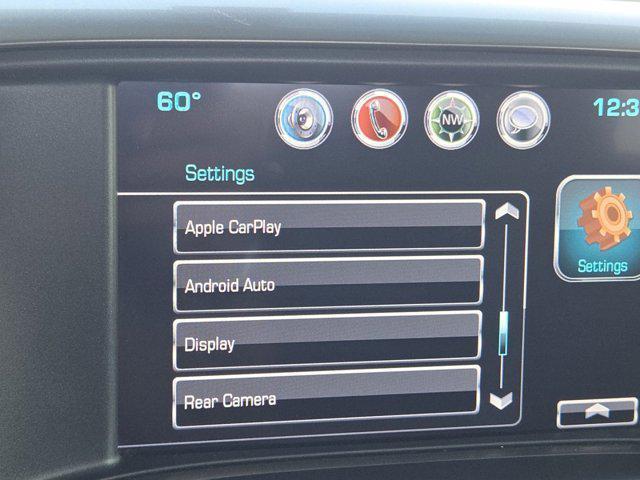 60°
NW
12:3
Settings
Apple CarPlay
Android Auto
Display
Rear Camera
Settings